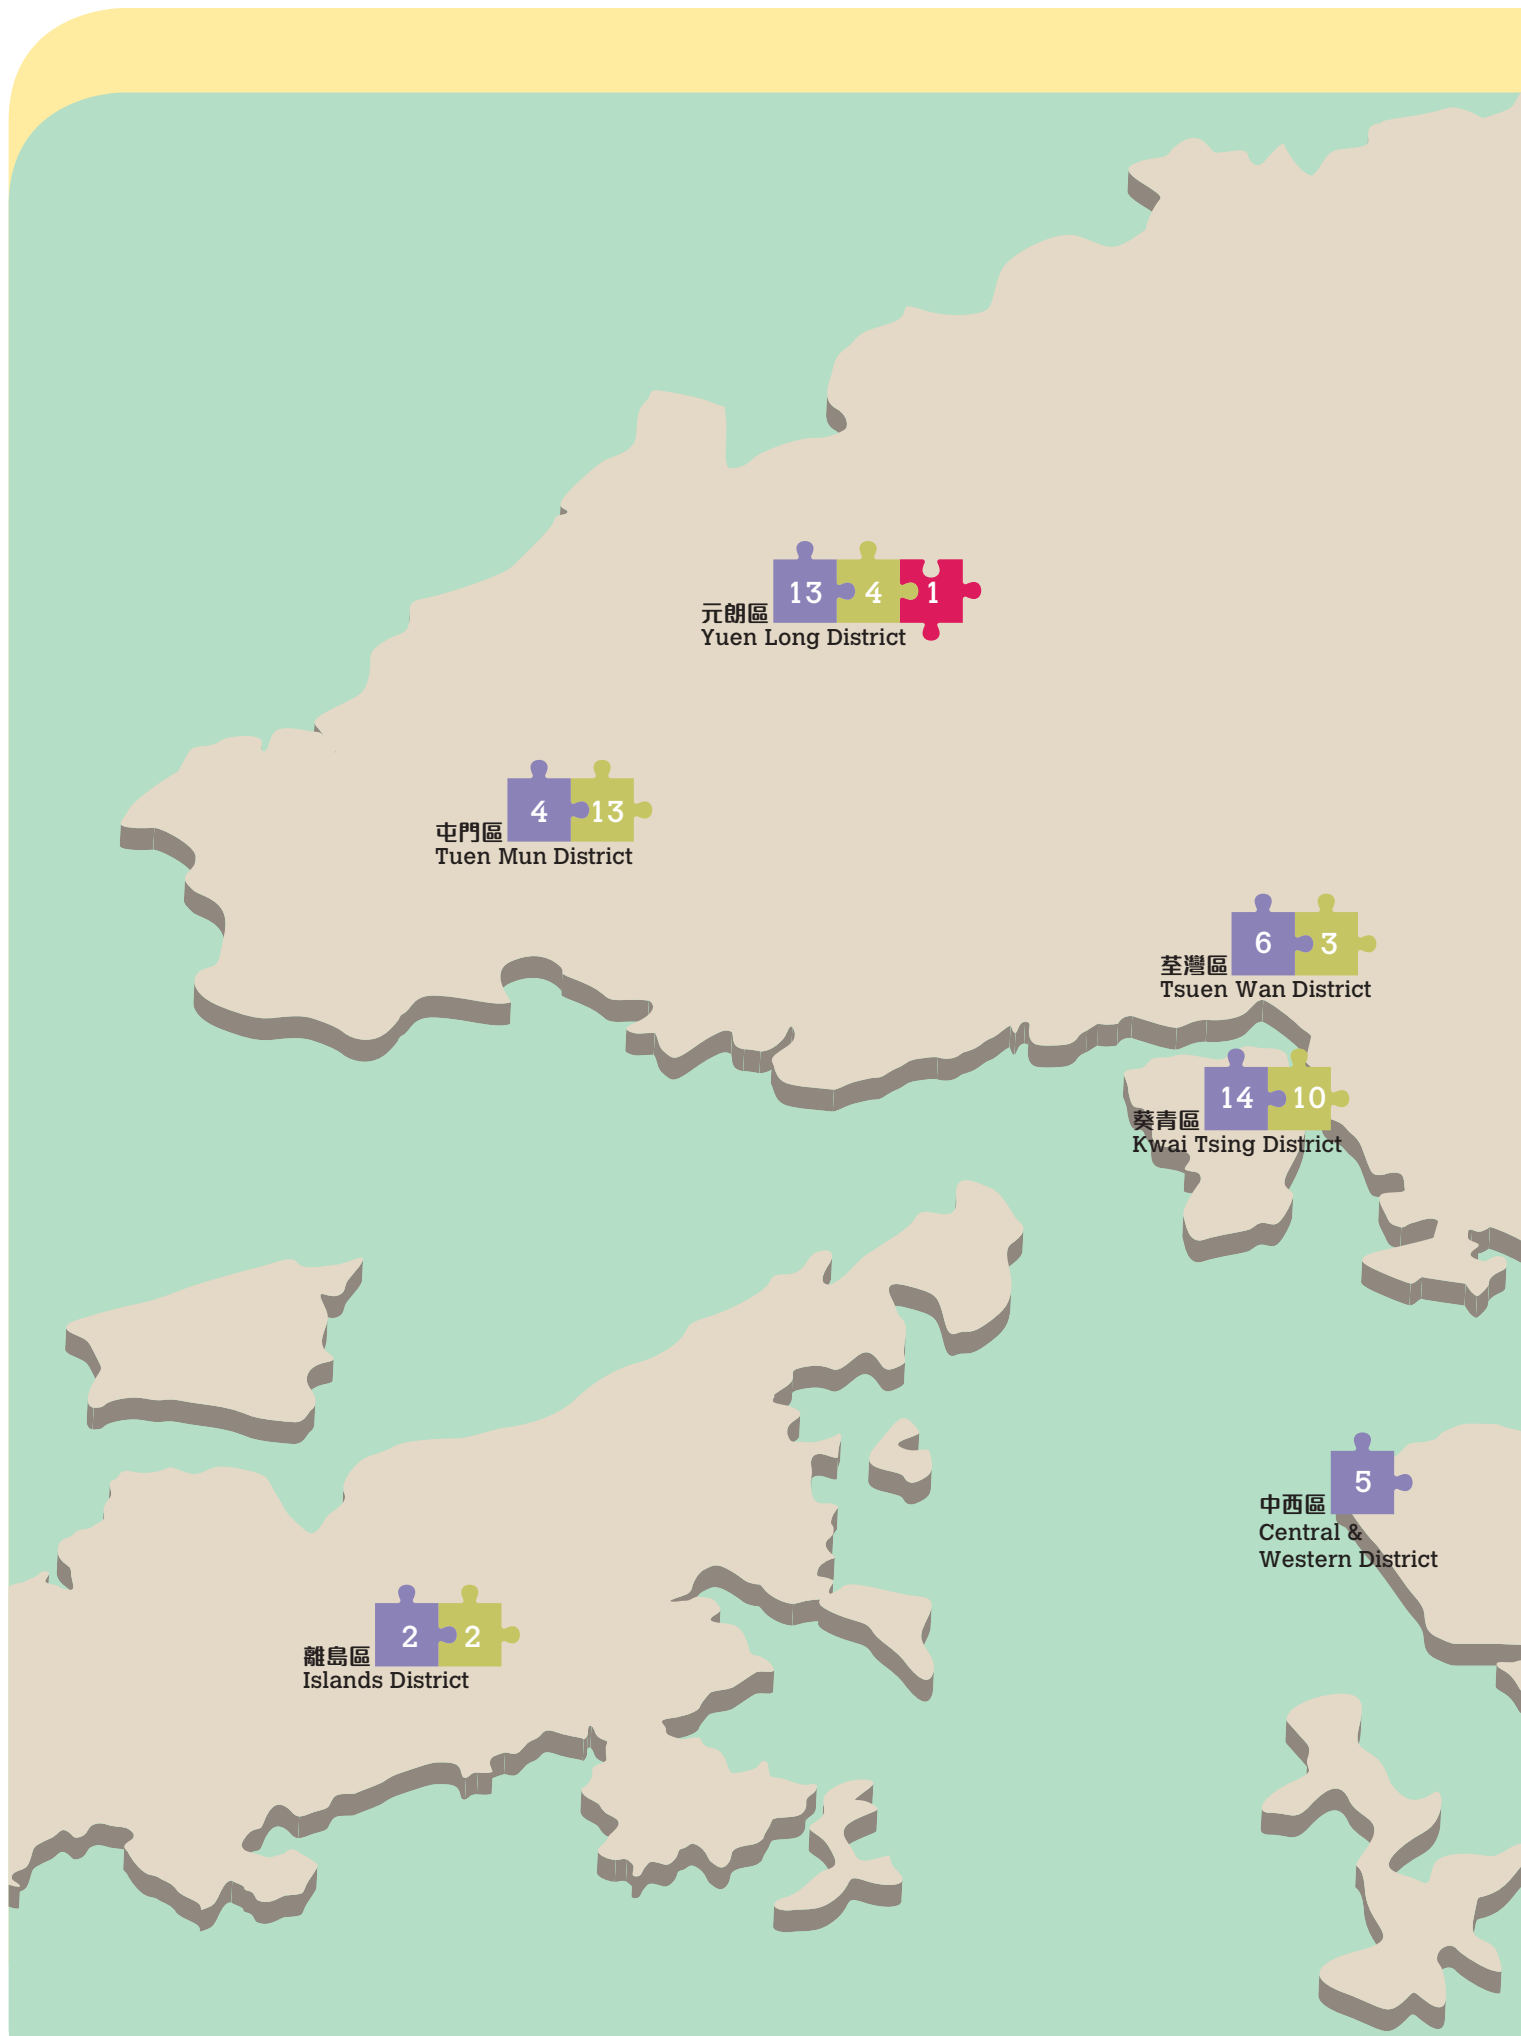 13 4 1
元朗區
Yuen Long District
4 13
屯門區
Tuen Mun District
6 3
荃灣區
Tsuen Wan District
14 10
葵青區
Kwai Tsing District
5
中西區
Central &
Western District
2 2
離島區
Islands District